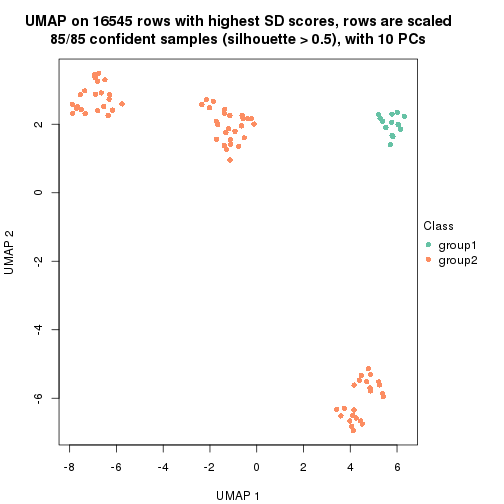 UMAP on 16545 rows with highest SD scores, rows are scaled
85/85 confident samples (silhouette > 0.5), with 10 PCs
2
0
-2
-4
-6
UMAP 2
-8
-6
-4
-2
0
2
4
6
UMAP 1
Class
group1
group2